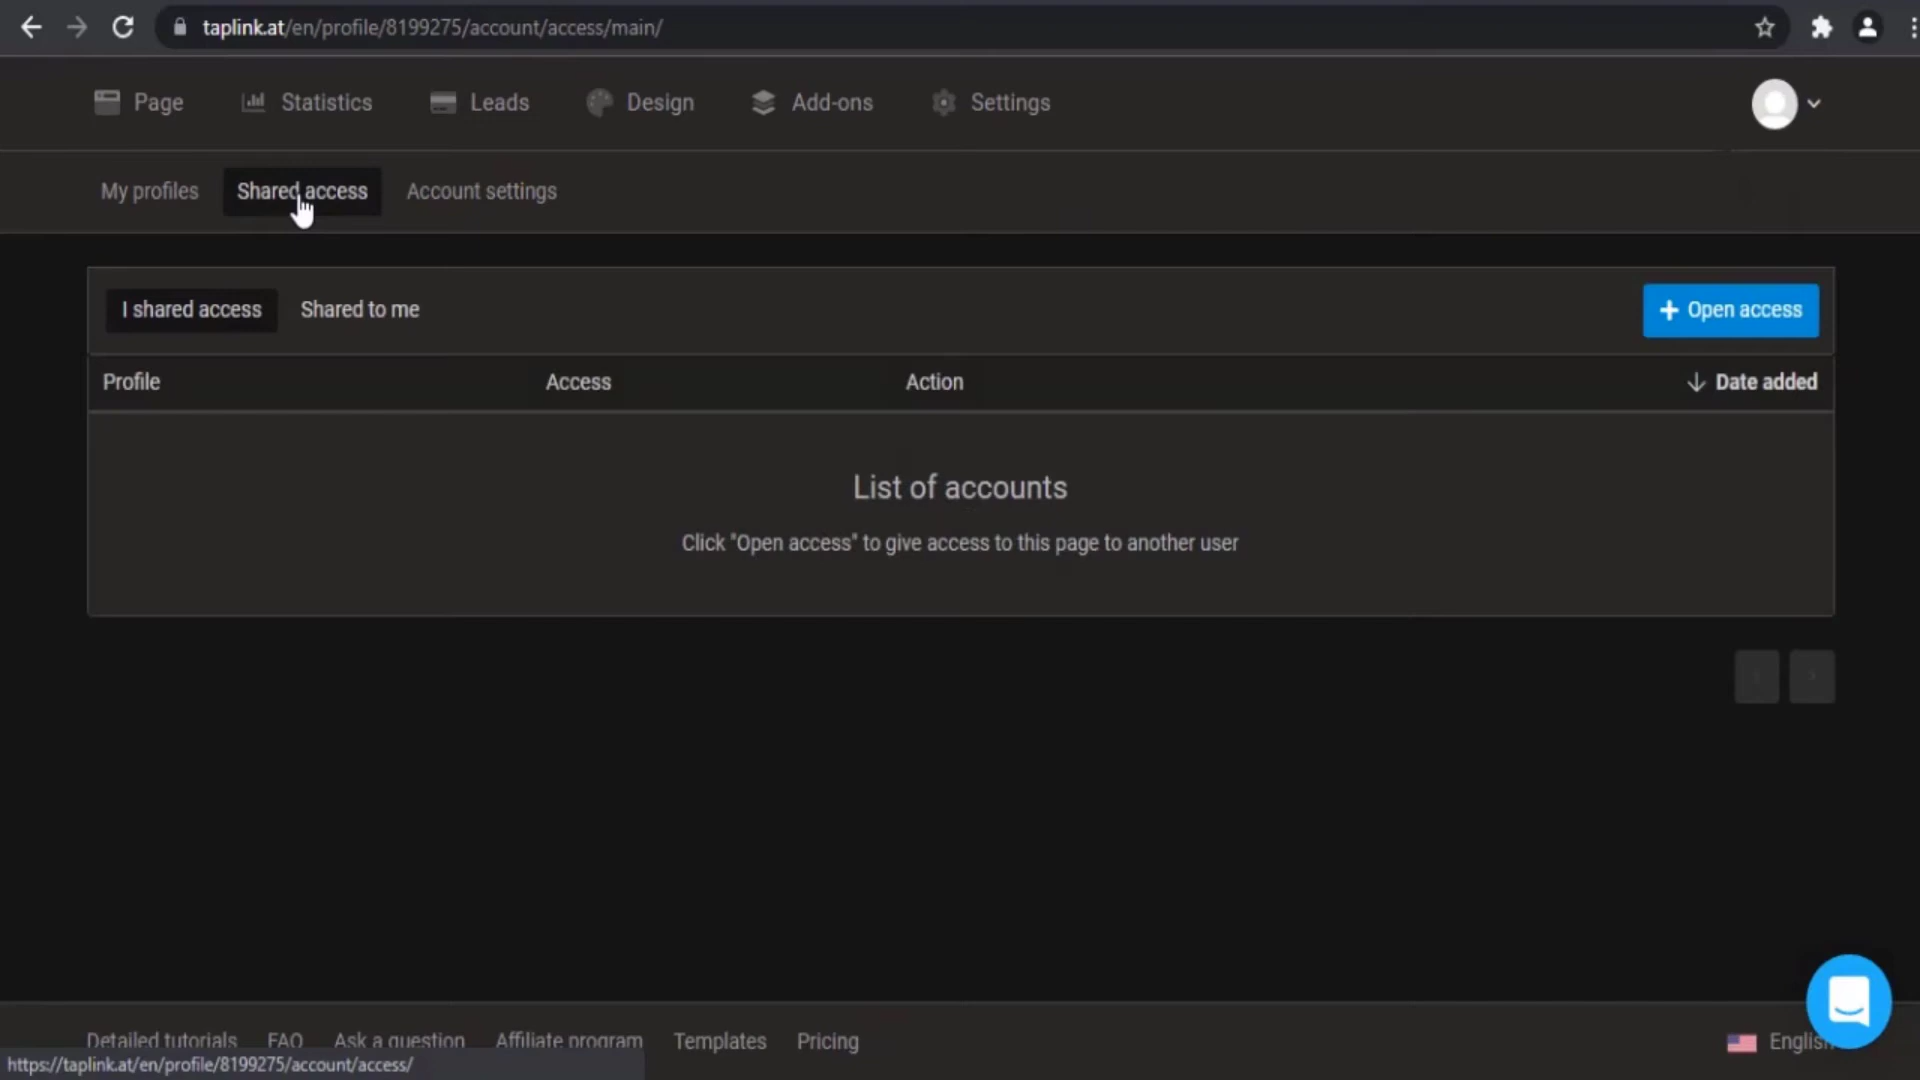 taplink.at/en/profile/8199275/account/access/main/
Page Statistics Leads Design Add-ons Settings
My profiles Shared access Account settings
I shared access Shared to me + Open access
Profile Access Action ↓ Date added
List of accounts
Click "Open access" to give access to this page to another user
Detailed tutorials FAQ Ask a question Affiliate program Templates Pricing English
https://taplink.at/en/profile/8199275/account/access/